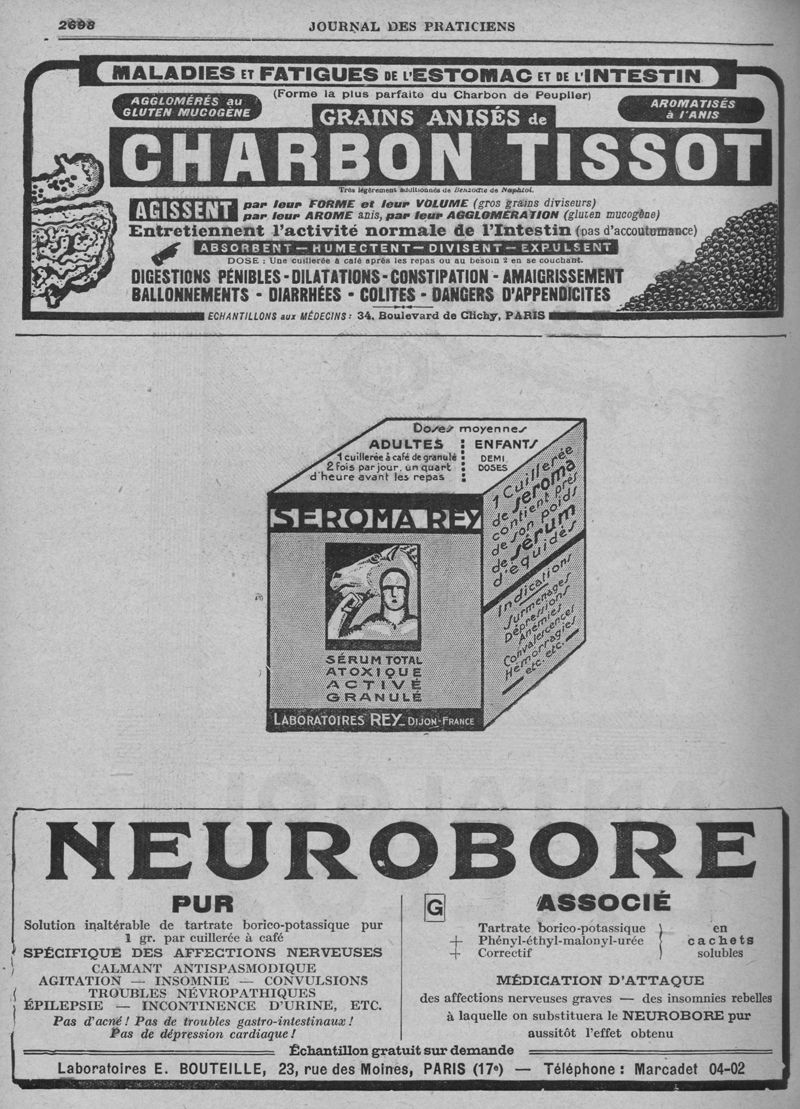 2698
JOURNAL DES PRATICIENS
MALADIES ET FATIGUES DE L'ESTOMAC ET DE L'INTESTIN
(Forme la plus parfaite du Charbon de Peuplier)
AGGLOMÉRÉS au
GLUTEN MUCOGÈNE
AROMATISÉS
à l'ANIS
GRAINS ANISÉS de
CHARBON TISSOT
Très légèrement additionnés de Benzoate de Naphtol.
AGISSENT
par leur FORME et leur VOLUME (gros grains diviseurs)
par leur AROME anis, par leur AGGLOMÉRATION (gluten mucogène)
Entretiennent l'activité normale de l'Intestin (pas d'accoutumance)
ABSORBENT — HUMECTENT — DIVISENT — EXPULSENT
DOSE : Une cuillerée à café après les repas ou au besoin 2 en se couchant.
DIGESTIONS PÉNIBLES - DILATATIONS - CONSTIPATION - AMAIGRISSEMENT
BALLONNEMENTS - DIARRHÉES - COLITES - DANGERS D'APPENDICITES
ECHANTILLONS aux MÉDECINS : 34, Boulevard de Clichy, PARIS
Doses moyennes
ADULTES
1 cuillerée à café de granulé
2 fois par jour, un quart
d'heure avant les repas
ENFANTS
DEMI
DOSES
SEROMA REY
SÉRUM TOTAL
ATOXIQUE
ACTIVÉ
GRANULÉ
LABORATOIRES REY_DIJON-FRANCE
1 Cuillerée
de seroma
contient près
de son poids
de sérum
d'équidés
Indications
Surmenages
Dépressions
Anémies
Convalescences
Hémorragies
etc. etc.
NEUROBORE
PUR
Solution inaltérable de tartrate borico-potassique pur
1 gr. par cuillerée à café
SPÉCIFIQUE DES AFFECTIONS NERVEUSES
CALMANT ANTISPASMODIQUE
AGITATION — INSOMNIE — CONVULSIONS
TROUBLES NÉVROPATHIQUES
ÉPILEPSIE — INCONTINENCE D'URINE, ETC.
Pas d'acné ! Pas de troubles gastro-intestinaux !
Pas de dépression cardiaque !
G
ASSOCIÉ
Tartrate borico-potassique
+ Phényl-éthyl-malonyl-urée
+ Correctif
en
cachets
solubles
MÉDICATION D'ATTAQUE
des affections nerveuses graves — des insomnies rebelles
à laquelle on substituera le NEUROBORE pur
aussitôt l'effet obtenu
Échantillon gratuit sur demande
Laboratoires E. BOUTEILLE, 23, rue des Moines, PARIS (17e) — Téléphone : Marcadet 04-02